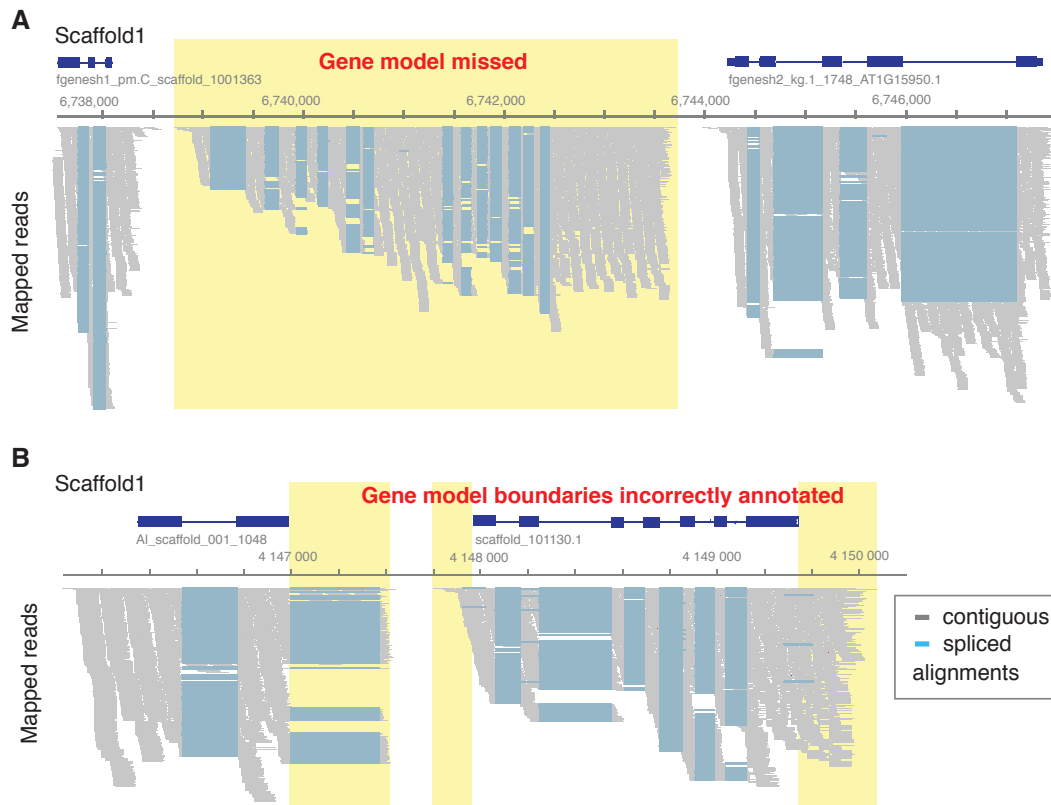 A
Scaffold1
Gene model missed
fgenesh1_pm.C_scaffold_1001363
fgenesh2_kg.1_1748_AT1G15950.1
6,738,000 6,740,000 6,742,000 6,744,000 6,746,000
Mapped reads
B
Scaffold1
Gene model boundaries incorrectly annotated
Al_scaffold_001_1048
scaffold_101130.1
4 147 000 4 148 000 4 149 000 4 150 000
Mapped reads
contiguous
spliced
alignments